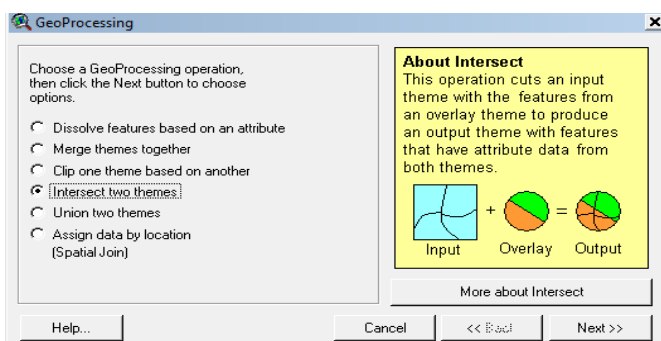 GeoProcessing
Choose a GeoProcessing operation,
then click the Next button to choose
options.
Dissolve features based on an attribute
Merge themes together
Clip one theme based on another
Intersect two themes
Union two themes
Assign data by location
(Spatial Join)
About Intersect
This operation cuts an input
theme with the features from
an overlay theme to produce
an output theme with features
that have attribute data from
both themes.
+ =
Input Overlay Output
More about Intersect
Help... Cancel << Back Next >>